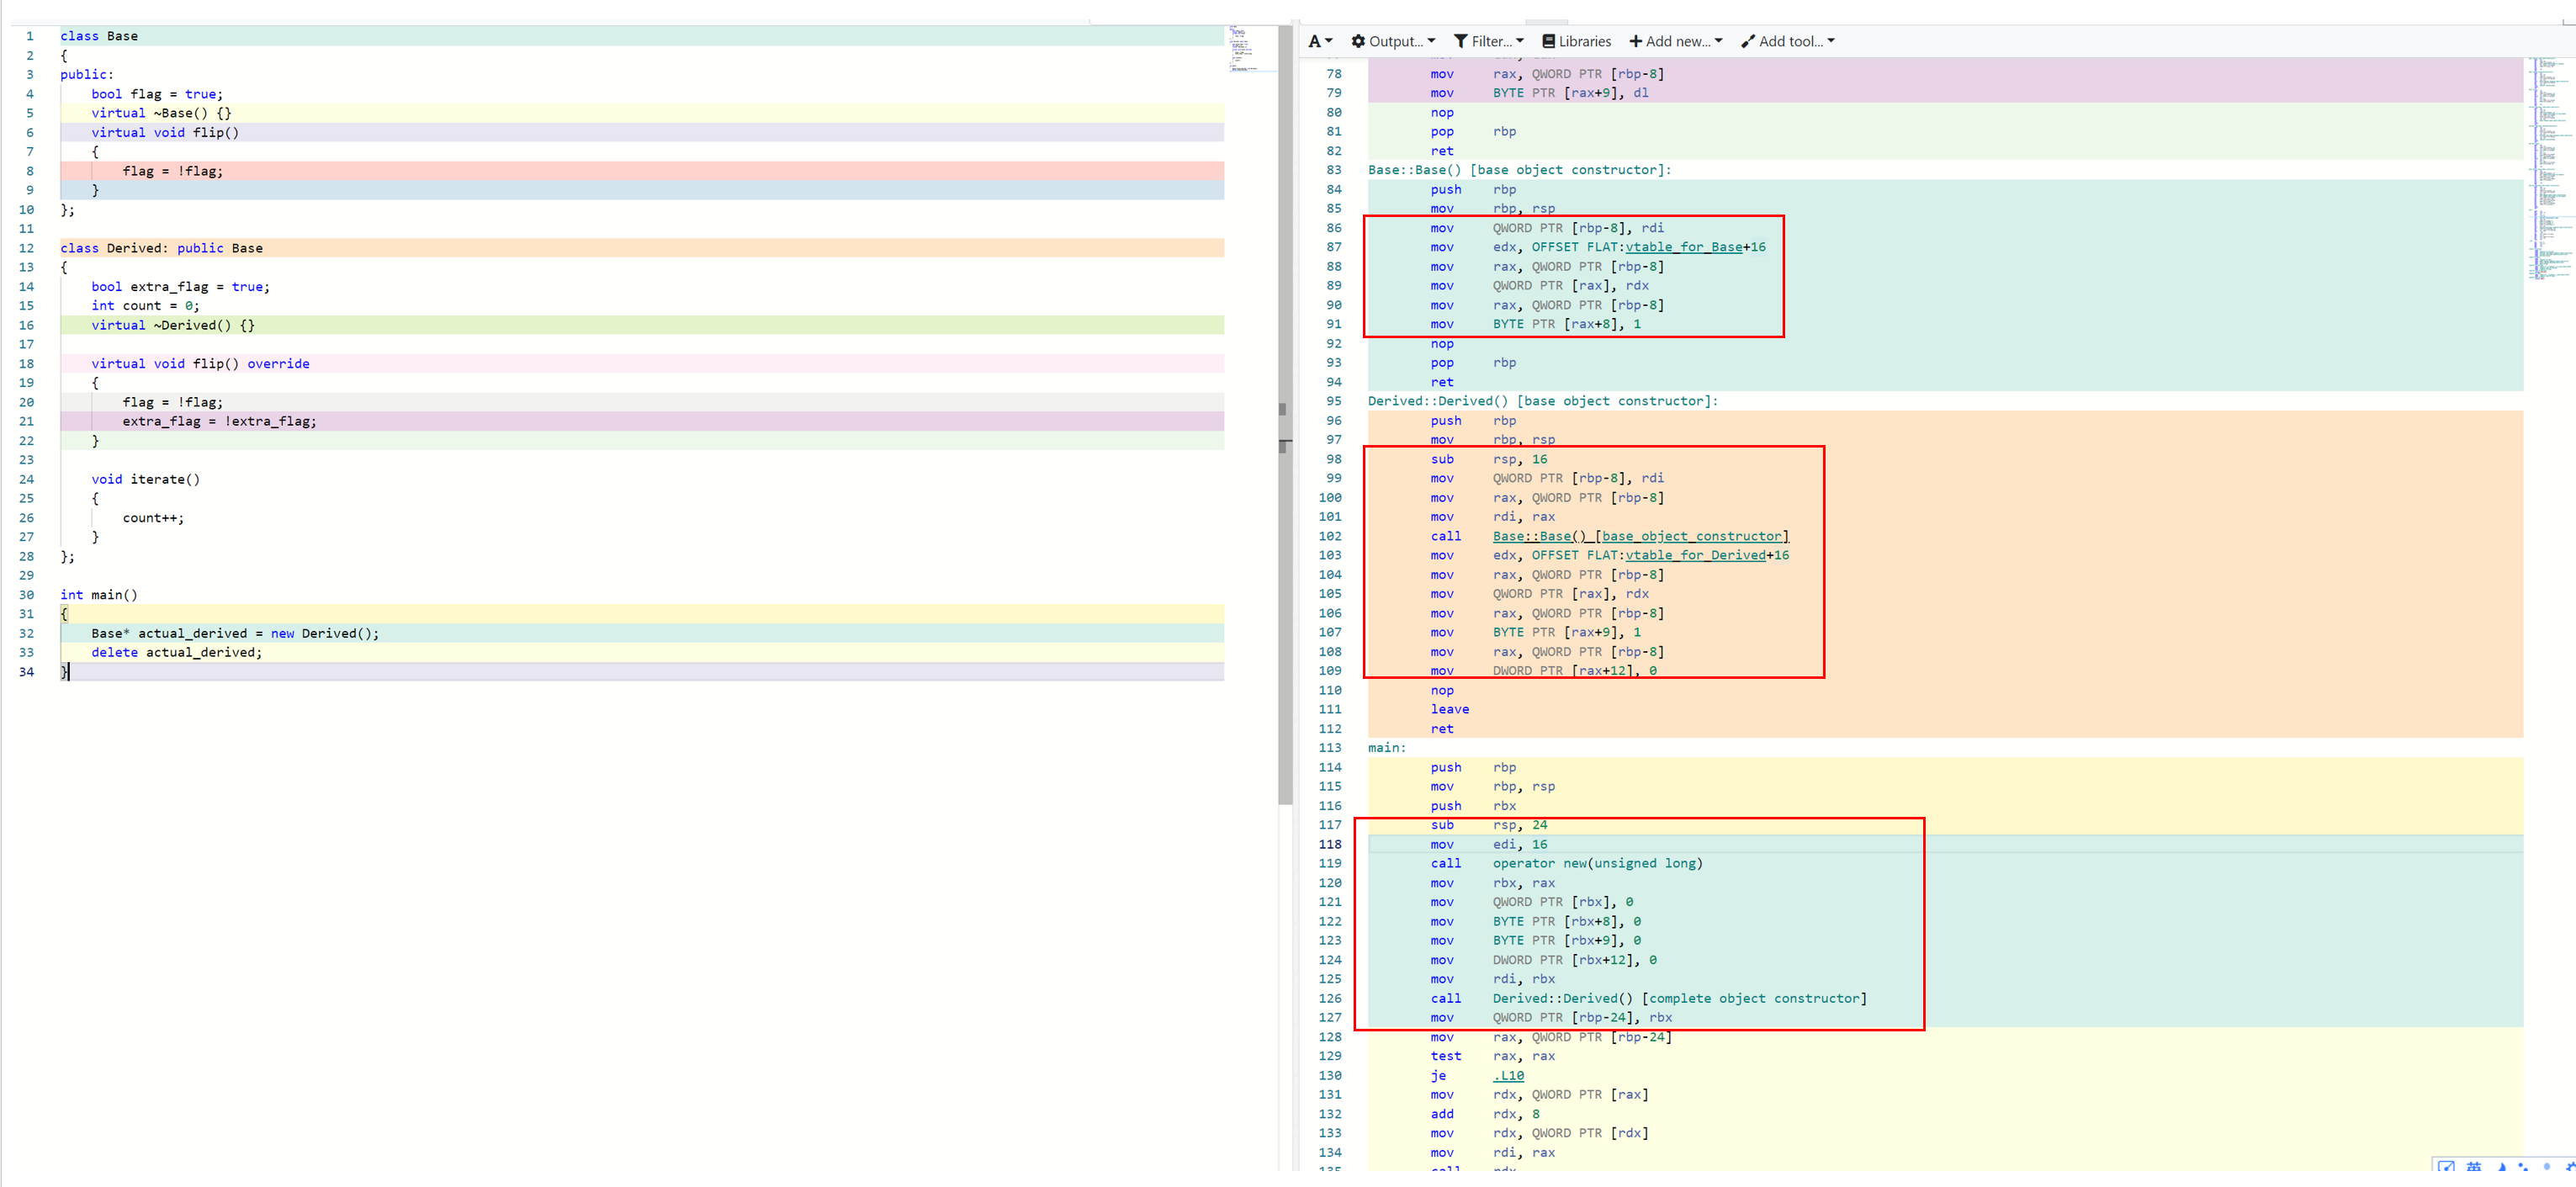 1 class Base
2 {
3 public:
4 bool flag = true;
5 virtual ~Base() {}
6 virtual void flip()
7 {
8 flag = !flag;
9 }
10 };
11
12 class Derived: public Base
13 {
14 bool extra_flag = true;
15 int count = 0;
16 virtual ~Derived() {}
17
18 virtual void flip() override
19 {
20 flag = !flag;
21 extra_flag = !extra_flag;
22 }
23
24 void iterate()
25 {
26 count++;
27 }
28 };
29
30 int main()
31 {
32 Base* actual_derived = new Derived();
33 delete actual_derived;
34 }
A Output... Filter... Libraries + Add new... Add tool...
78 mov rax, QWORD PTR [rbp-8]
79 mov BYTE PTR [rax+9], dl
80 nop
81 pop rbp
82 ret
83 Base::Base() [base object constructor]:
84 push rbp
85 mov rbp, rsp
86 mov QWORD PTR [rbp-8], rdi
87 mov edx, OFFSET FLAT:vtable_for_Base+16
88 mov rax, QWORD PTR [rbp-8]
89 mov QWORD PTR [rax], rdx
90 mov rax, QWORD PTR [rbp-8]
91 mov BYTE PTR [rax+8], 1
92 nop
93 pop rbp
94 ret
95 Derived::Derived() [base object constructor]:
96 push rbp
97 mov rbp, rsp
98 sub rsp, 16
99 mov QWORD PTR [rbp-8], rdi
100 mov rax, QWORD PTR [rbp-8]
101 mov rdi, rax
102 call Base::Base()_[base_object_constructor]
103 mov edx, OFFSET FLAT:vtable_for_Derived+16
104 mov rax, QWORD PTR [rbp-8]
105 mov QWORD PTR [rax], rdx
106 mov rax, QWORD PTR [rbp-8]
107 mov BYTE PTR [rax+9], 1
108 mov rax, QWORD PTR [rbp-8]
109 mov DWORD PTR [rax+12], 0
110 nop
111 leave
112 ret
113 main:
114 push rbp
115 mov rbp, rsp
116 push rbx
117 sub rsp, 24
118 mov edi, 16
119 call operator new(unsigned long)
120 mov rbx, rax
121 mov QWORD PTR [rbx], 0
122 mov BYTE PTR [rbx+8], 0
123 mov BYTE PTR [rbx+9], 0
124 mov DWORD PTR [rbx+12], 0
125 mov rdi, rbx
126 call Derived::Derived() [complete object constructor]
127 mov QWORD PTR [rbp-24], rbx
128 mov rax, QWORD PTR [rbp-24]
129 test rax, rax
130 je .L10
131 mov rdx, QWORD PTR [rax]
132 add rdx, 8
133 mov rdx, QWORD PTR [rdx]
134 mov rdi, rax
英